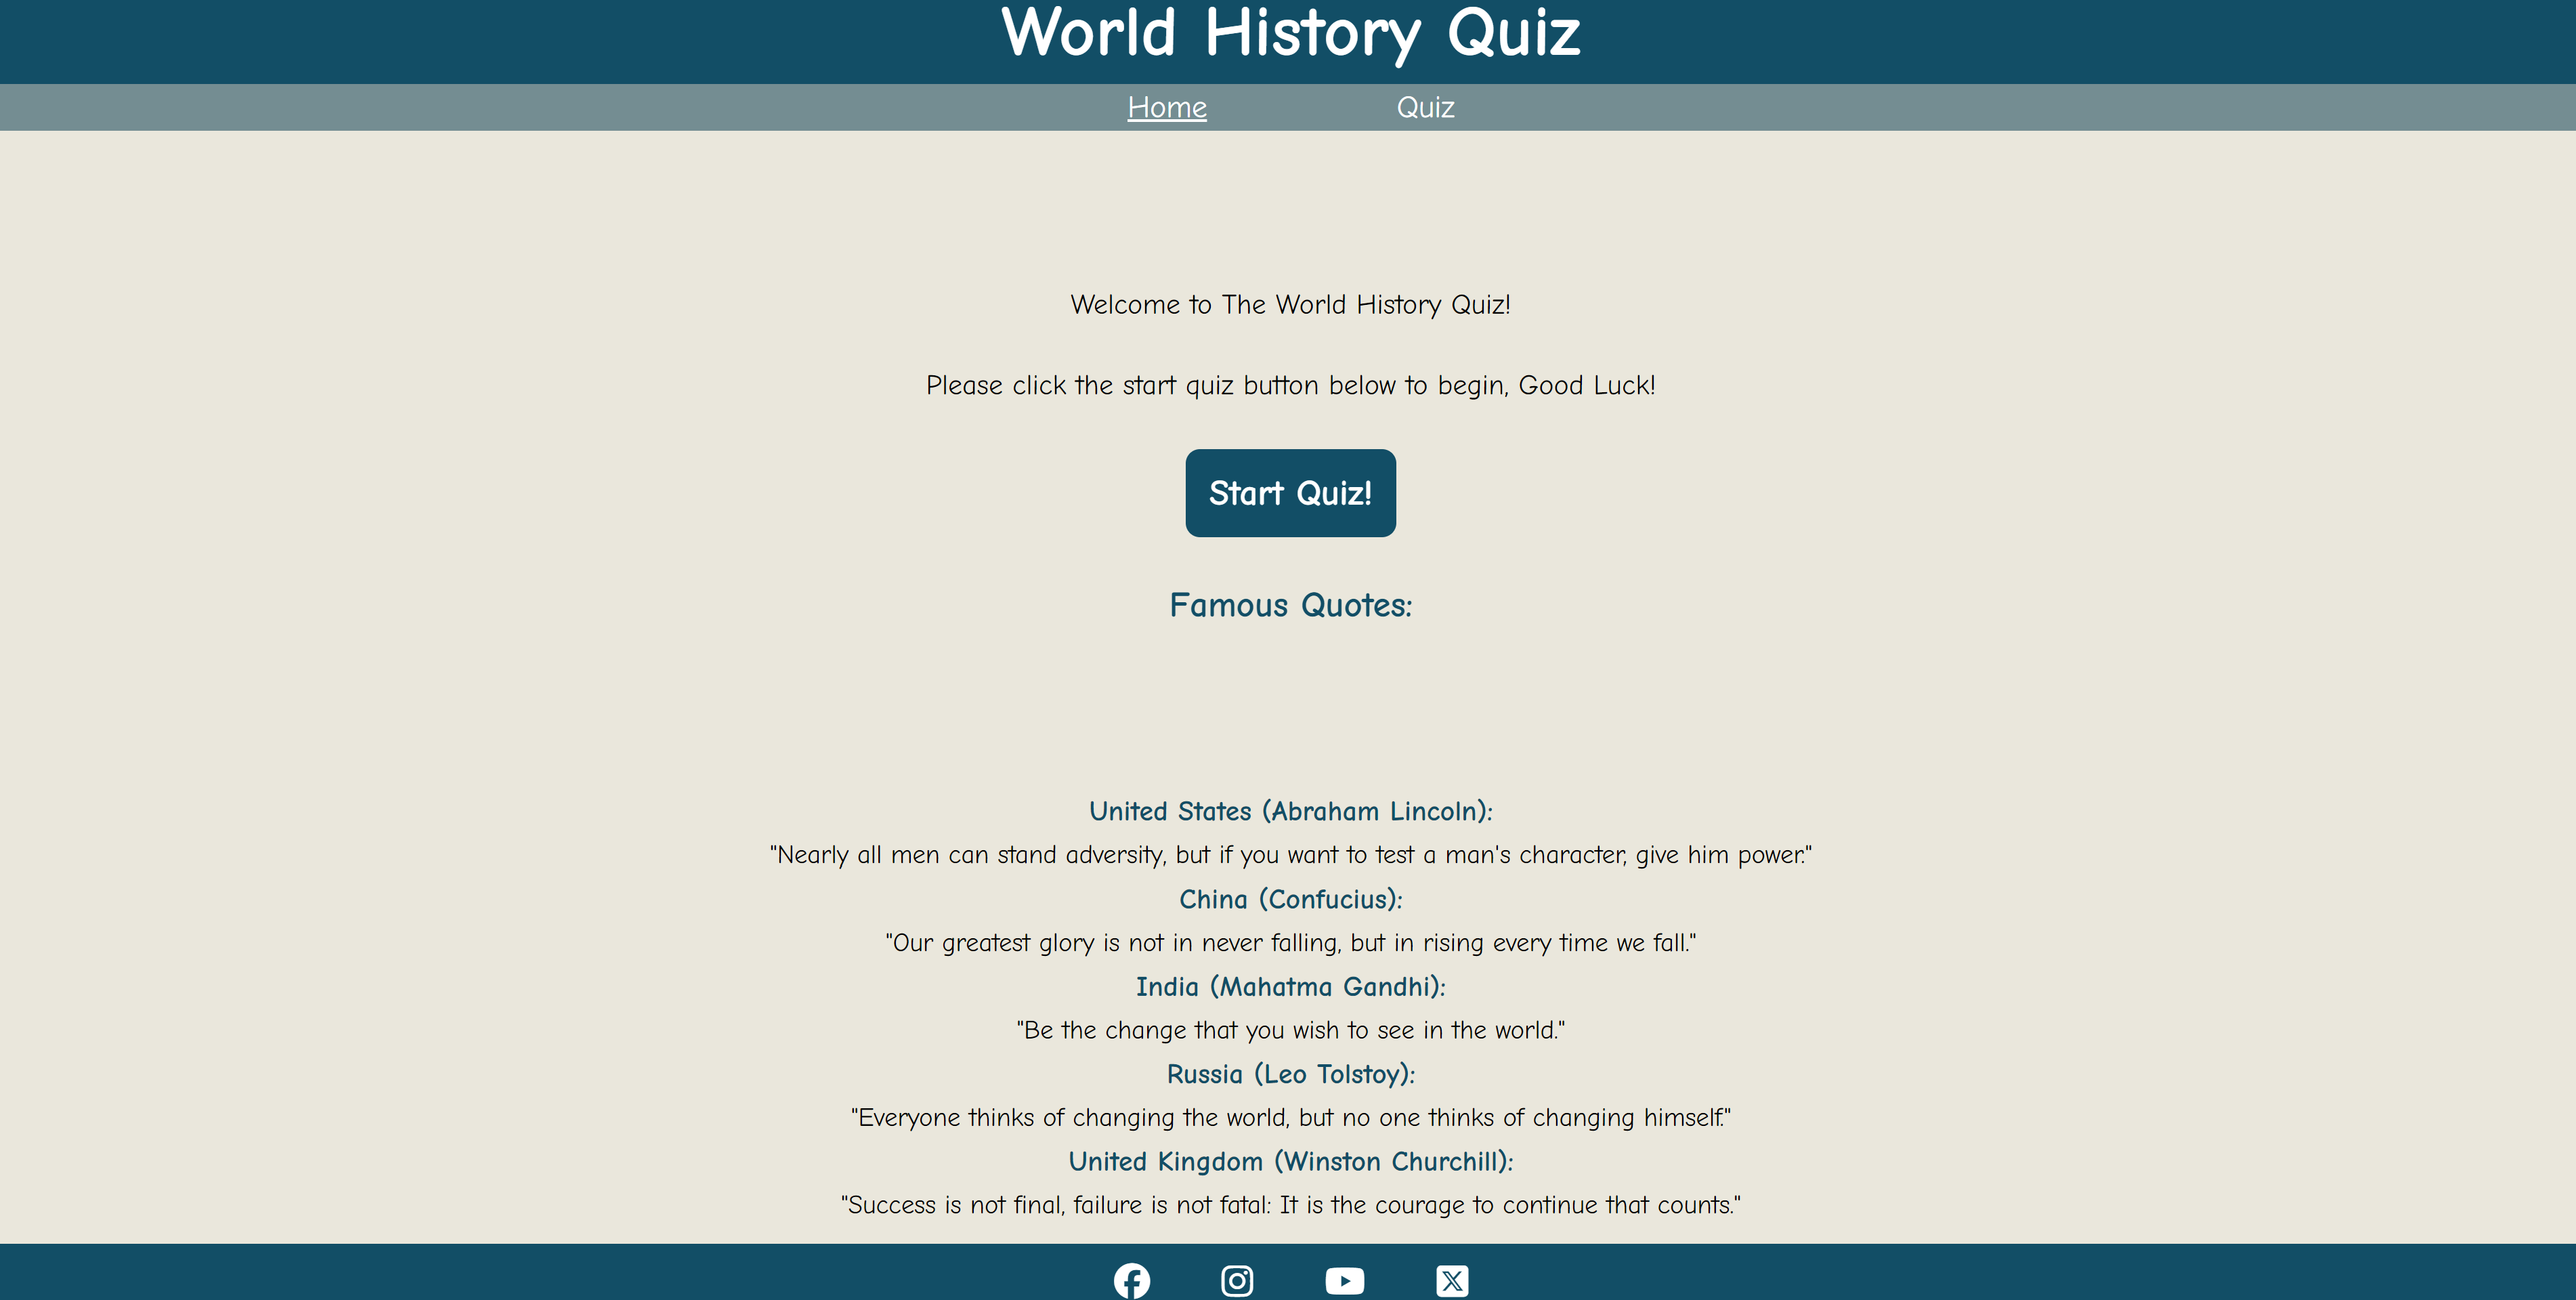 World History Quiz
Home Quiz
Welcome to The World History Quiz!
Please click the start quiz button below to begin, Good Luck!
Start Quiz!
Famous Quotes:
United States (Abraham Lincoln):
"Nearly all men can stand adversity, but if you want to test a man's character, give him power."
China (Confucius):
"Our greatest glory is not in never falling, but in rising every time we fall."
India (Mahatma Gandhi):
"Be the change that you wish to see in the world."
Russia (Leo Tolstoy):
"Everyone thinks of changing the world, but no one thinks of changing himself."
United Kingdom (Winston Churchill):
"Success is not final, failure is not fatal: It is the courage to continue that counts."